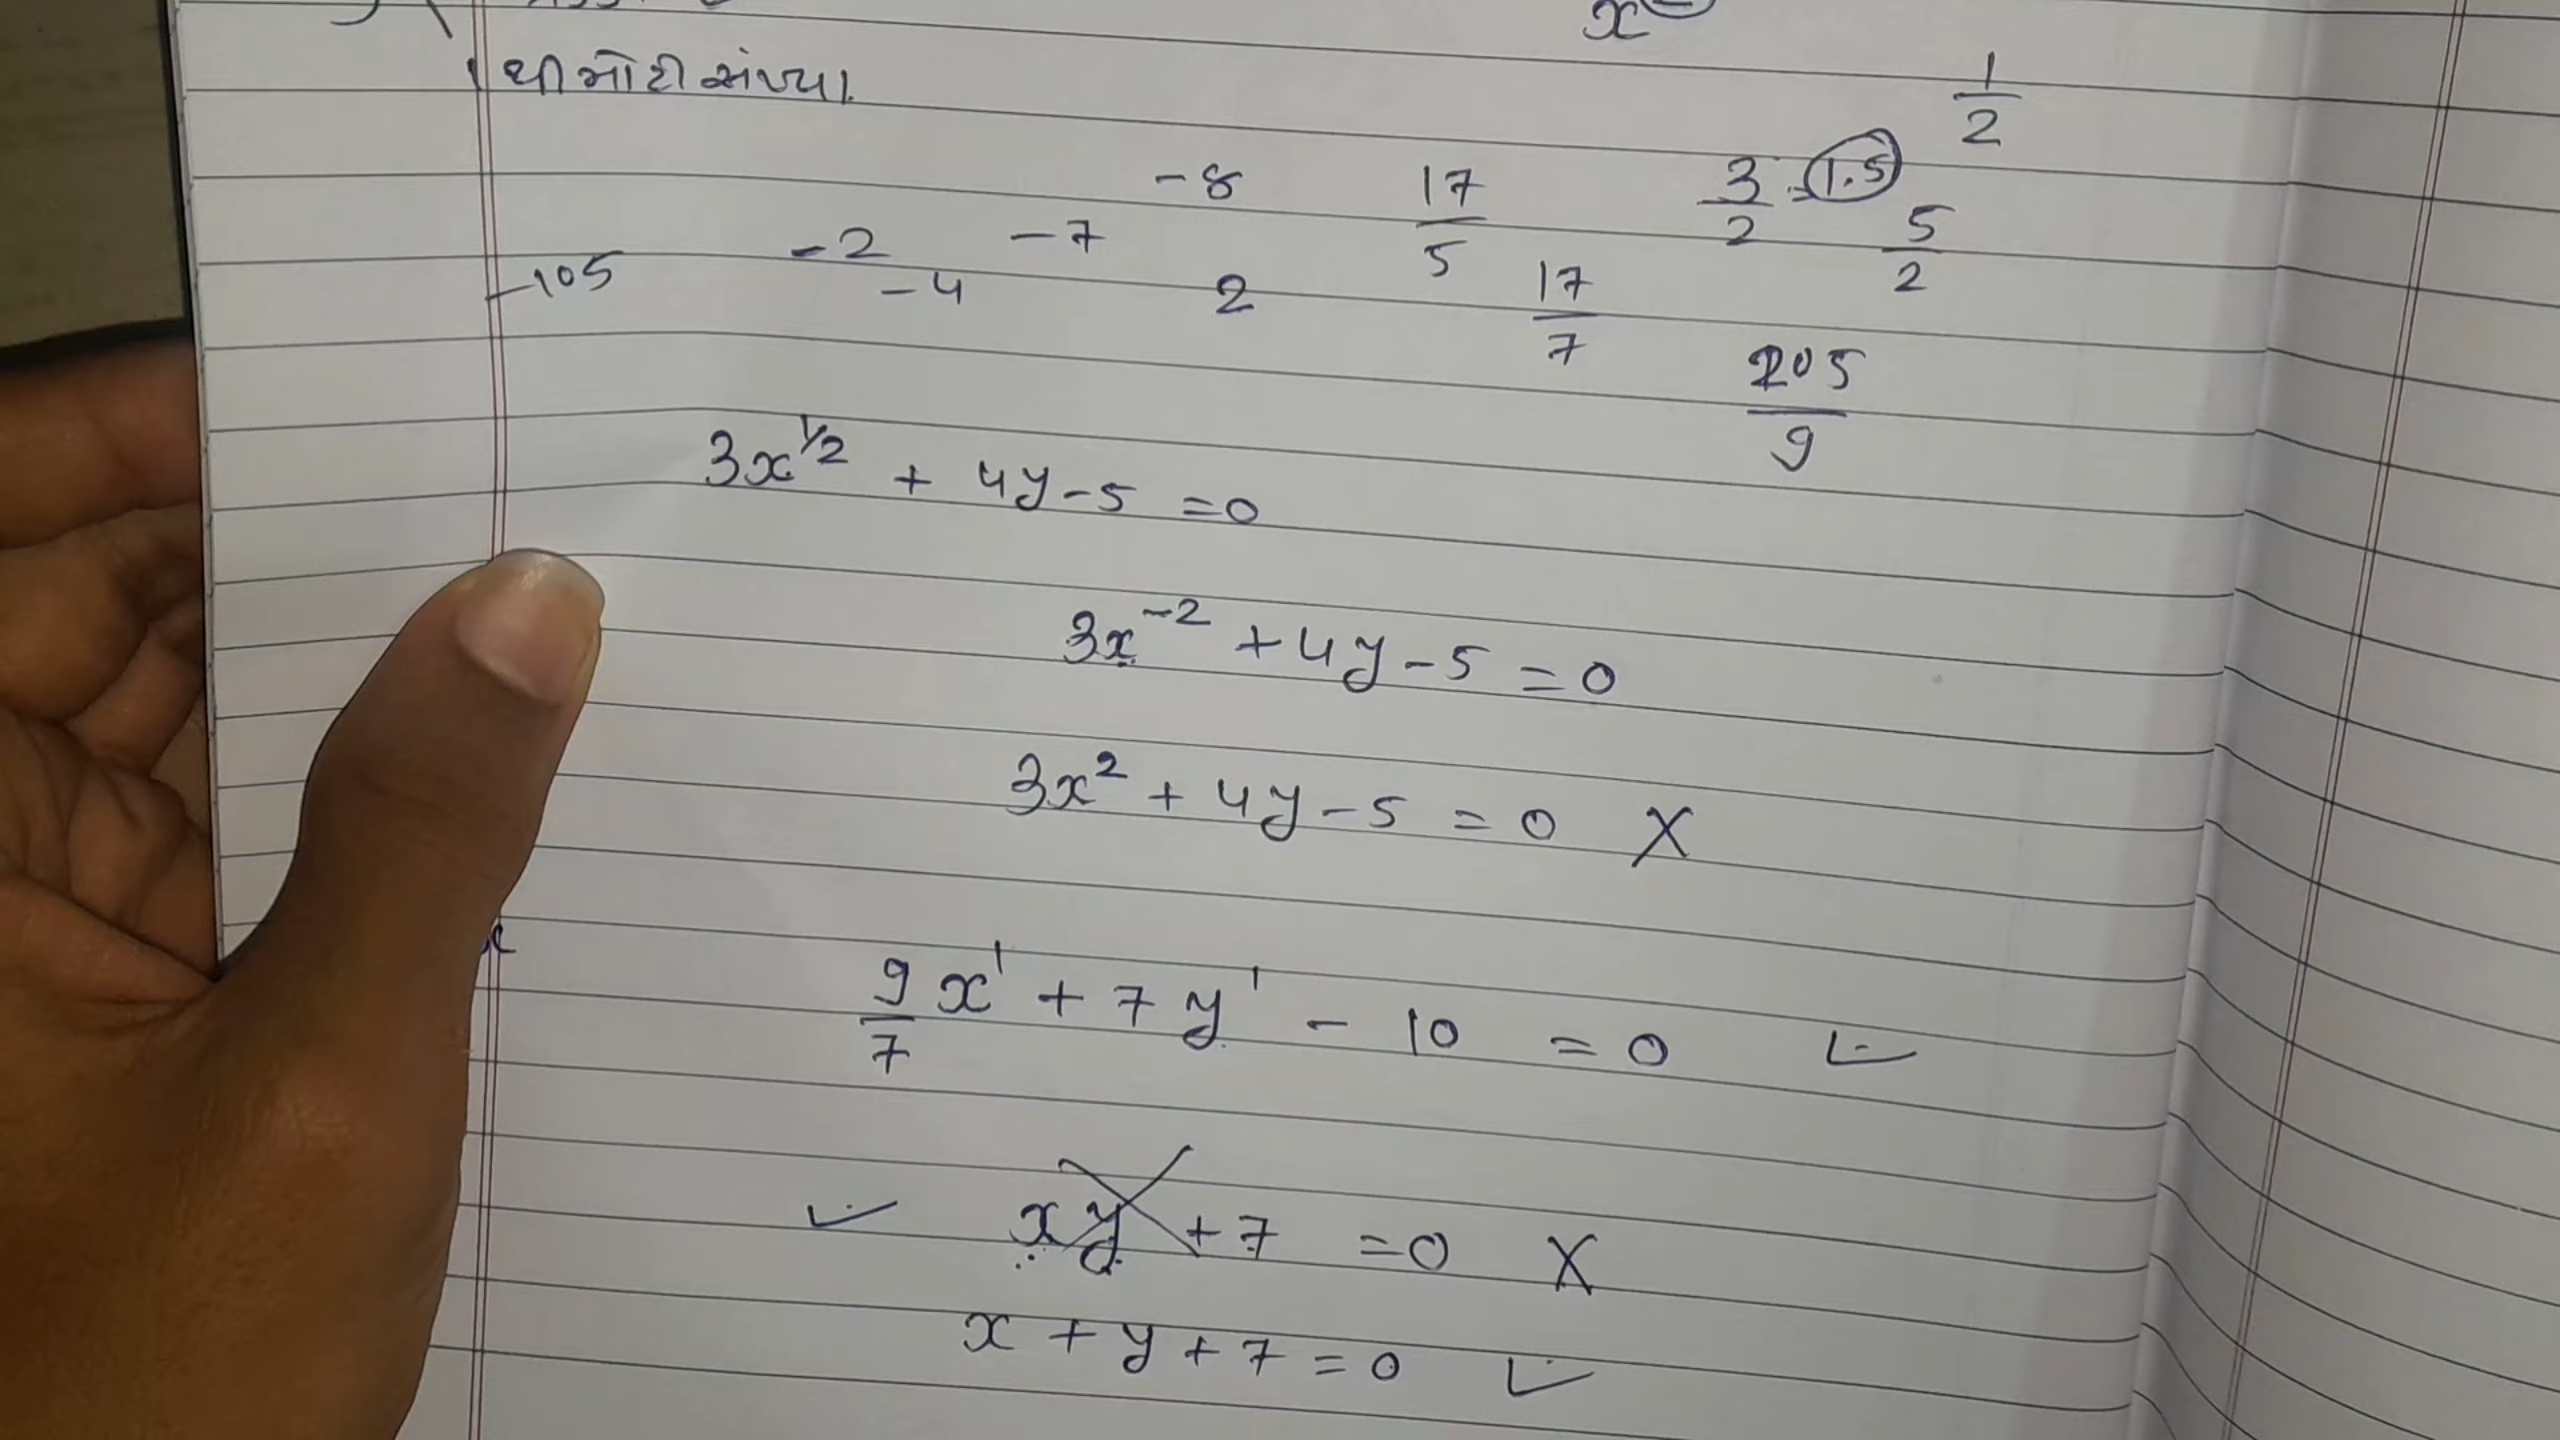 x
થી મોટી સંખ્યા.
1/2
-8 17/5 3/2 = 1.5
-105 -2 -4 -7 2 17/7 5/2
205/9
3x^1/2 + 4y - 5 = 0
3x^-2 + 4y - 5 = 0
3x^2 + 4y - 5 = 0 X
9/7 x^1 + 7y^1 - 10 = 0 ✓
✓ xy + 7 = 0 X
x + y + 7 = 0 ✓